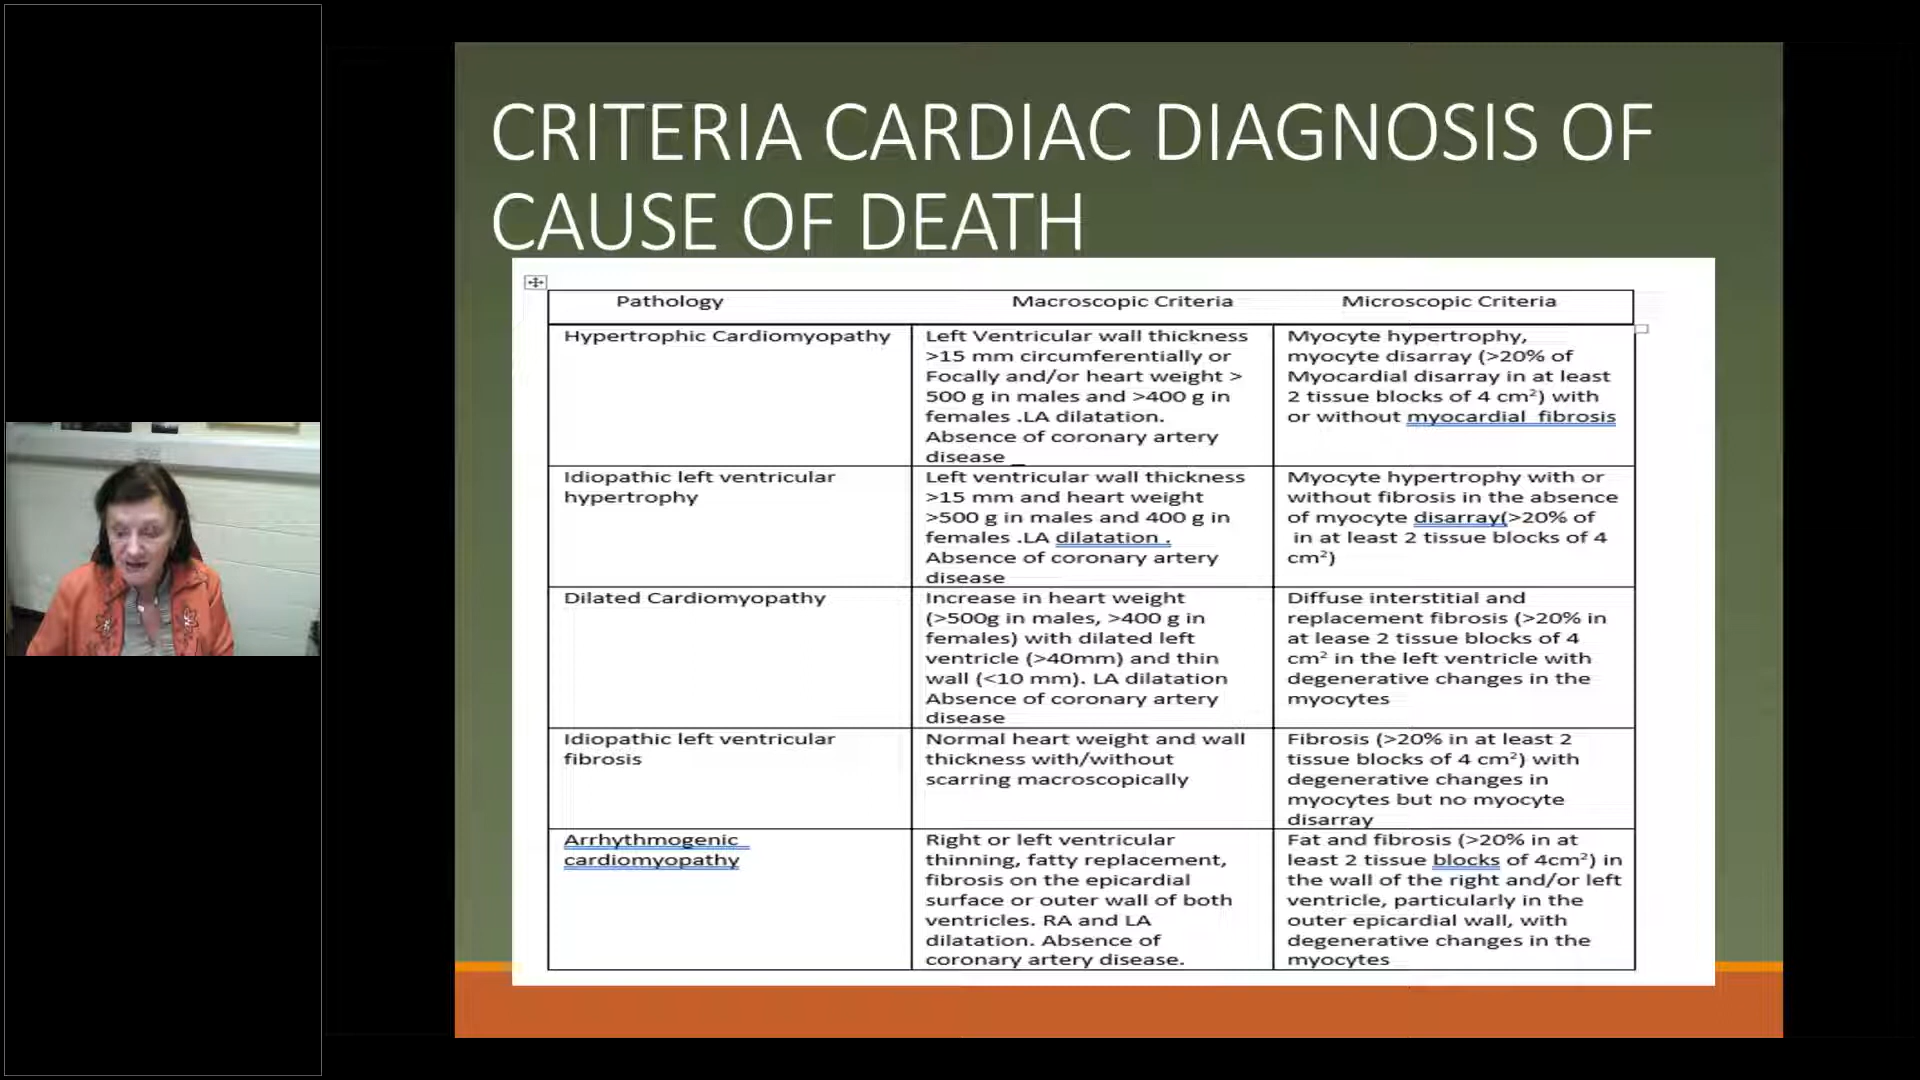 CRITERIA CARDIAC DIAGNOSIS OF
CAUSE OF DEATH
Pathology
Macroscopic Criteria
Microscopic Criteria
Hypertrophic Cardiomyopathy
Left Ventricular wall thickness
>15 mm circumferentially or
Focally and/or heart weight >
500 g in males and >400 g in
females .LA dilatation.
Absence of coronary artery
disease _
Myocyte hypertrophy,
myocyte disarray (>20% of
Myocardial disarray in at least
2 tissue blocks of 4 cm²) with
or without myocardial fibrosis
Idiopathic left ventricular
hypertrophy
Left ventricular wall thickness
>15 mm and heart weight
>500 g in males and 400 g in
females .LA dilatation .
Absence of coronary artery
disease
Myocyte hypertrophy with or
without fibrosis in the absence
of myocyte disarray(>20% of
in at least 2 tissue blocks of 4
cm²)
Dilated Cardiomyopathy
Increase in heart weight
(>500g in males, >400 g in
females) with dilated left
ventricle (>40mm) and thin
wall (<10 mm). LA dilatation
Absence of coronary artery
disease
Diffuse interstitial and
replacement fibrosis (>20% in
at lease 2 tissue blocks of 4
cm² in the left ventricle with
degenerative changes in the
myocytes
Idiopathic left ventricular
fibrosis
Normal heart weight and wall
thickness with/without
scarring macroscopically
Fibrosis (>20% in at least 2
tissue blocks of 4 cm²) with
degenerative changes in
myocytes but no myocyte
disarray
Arrhythmogenic
cardiomyopathy
Right or left ventricular
thinning, fatty replacement,
fibrosis on the epicardial
surface or outer wall of both
ventricles. RA and LA
dilatation. Absence of
coronary artery disease.
Fat and fibrosis (>20% in at
least 2 tissue blocks of 4cm²) in
the wall of the right and/or left
ventricle, particularly in the
outer epicardial wall, with
degenerative changes in the
myocytes